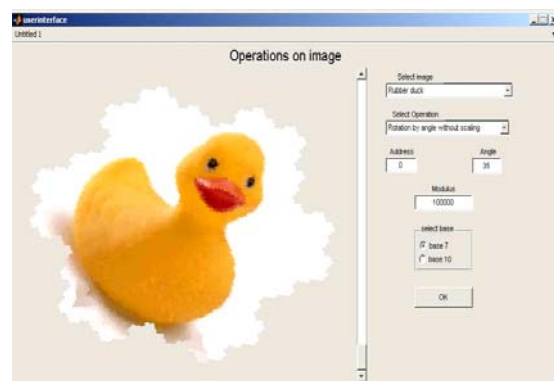 userinterface
Untitled 1
Operations on image
Select image
Rubber duck
Select Operation
Rotation by angle without scaling
Address
Angle
0
36
Modulus
100000
select base
base 7
base 10
OK